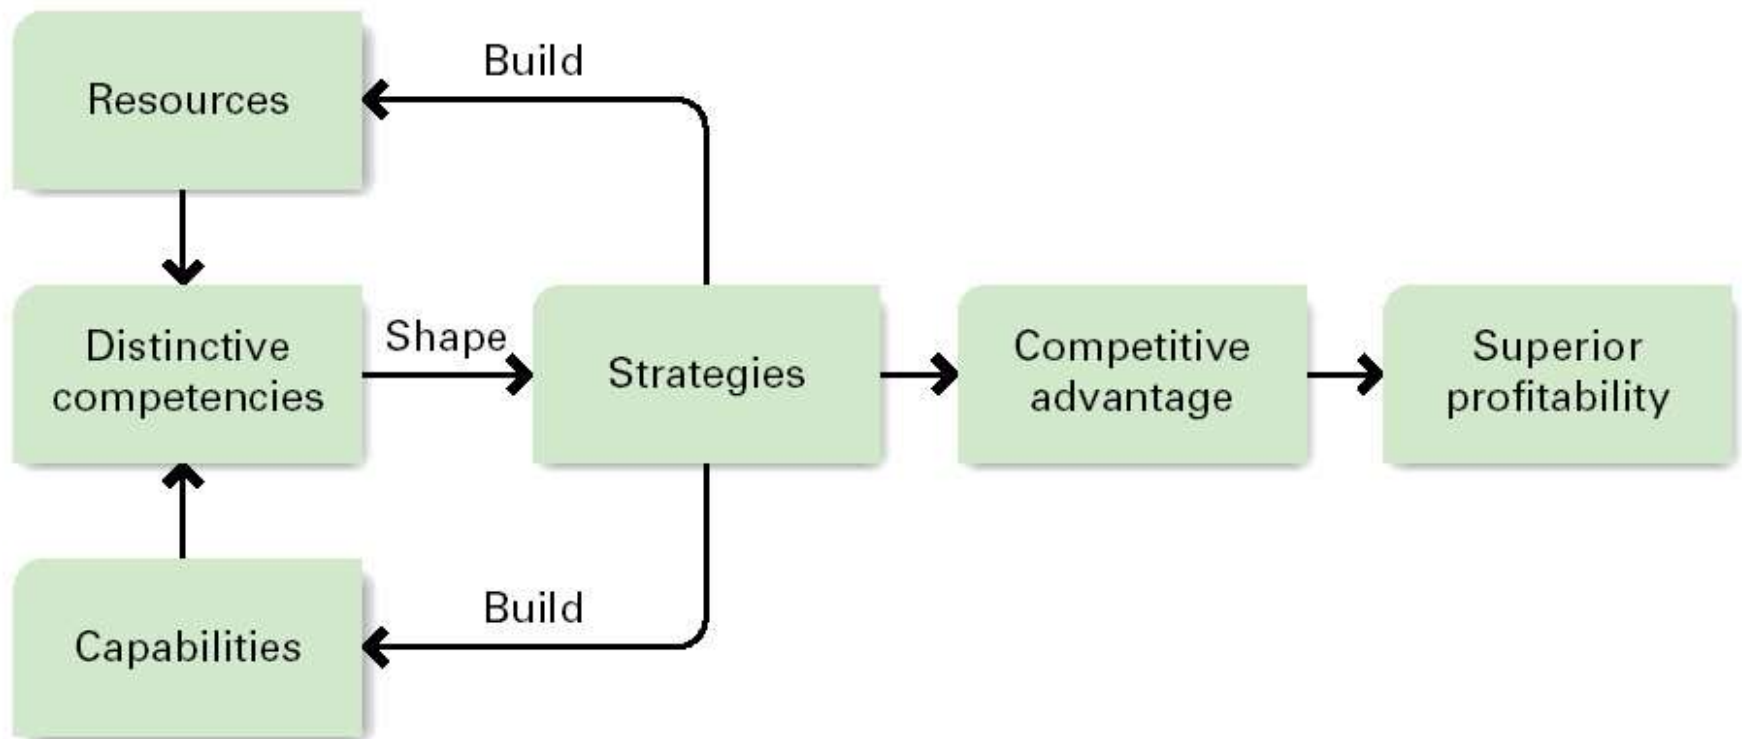 Resources
Build
Distinctive
competencies
Shape
Strategies
Competitive
advantage
Superior
profitability
Capabilities
Build